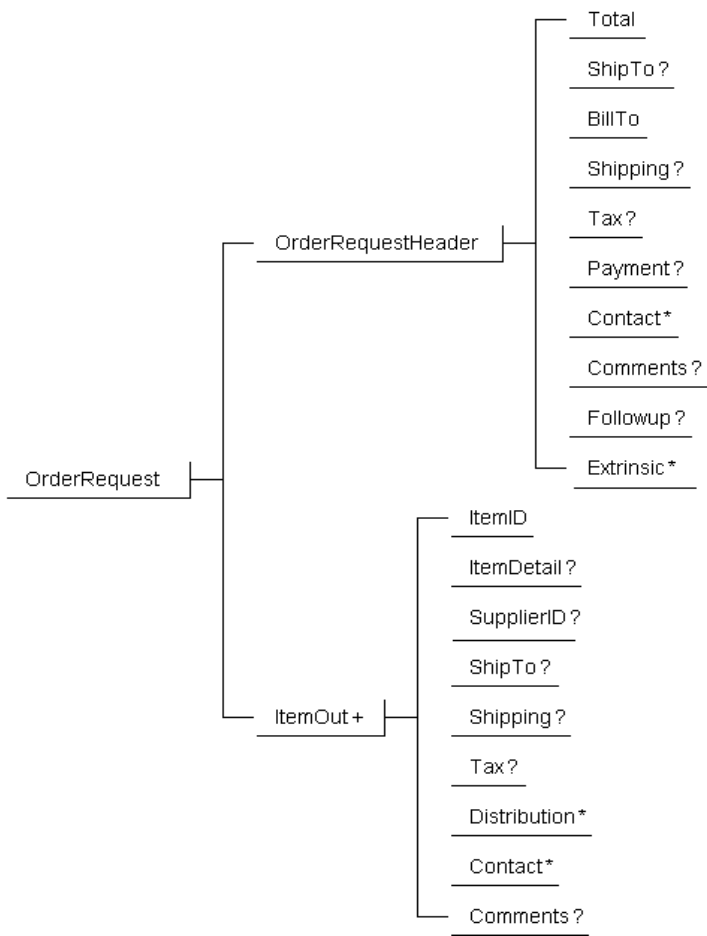 Total
ShipTo?
BillTo
Shipping?
Tax?
OrderRequestHeader
Payment?
Contact*
Comments?
Followup?
Extrinsic*
OrderRequest
ItemID
ItemDetail?
SupplierID?
ShipTo?
ItemOut+
Shipping?
Tax?
Distribution*
Contact*
Comments?